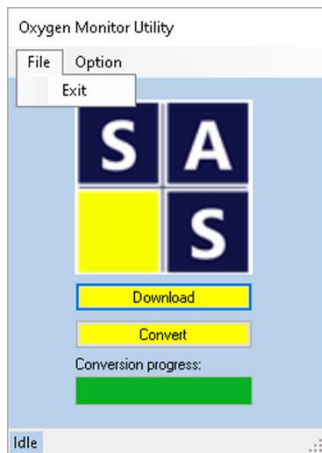 Oxygen Monitor Utility
File Option
Exit
S A
S
Download
Convert
Conversion progress:
Idle